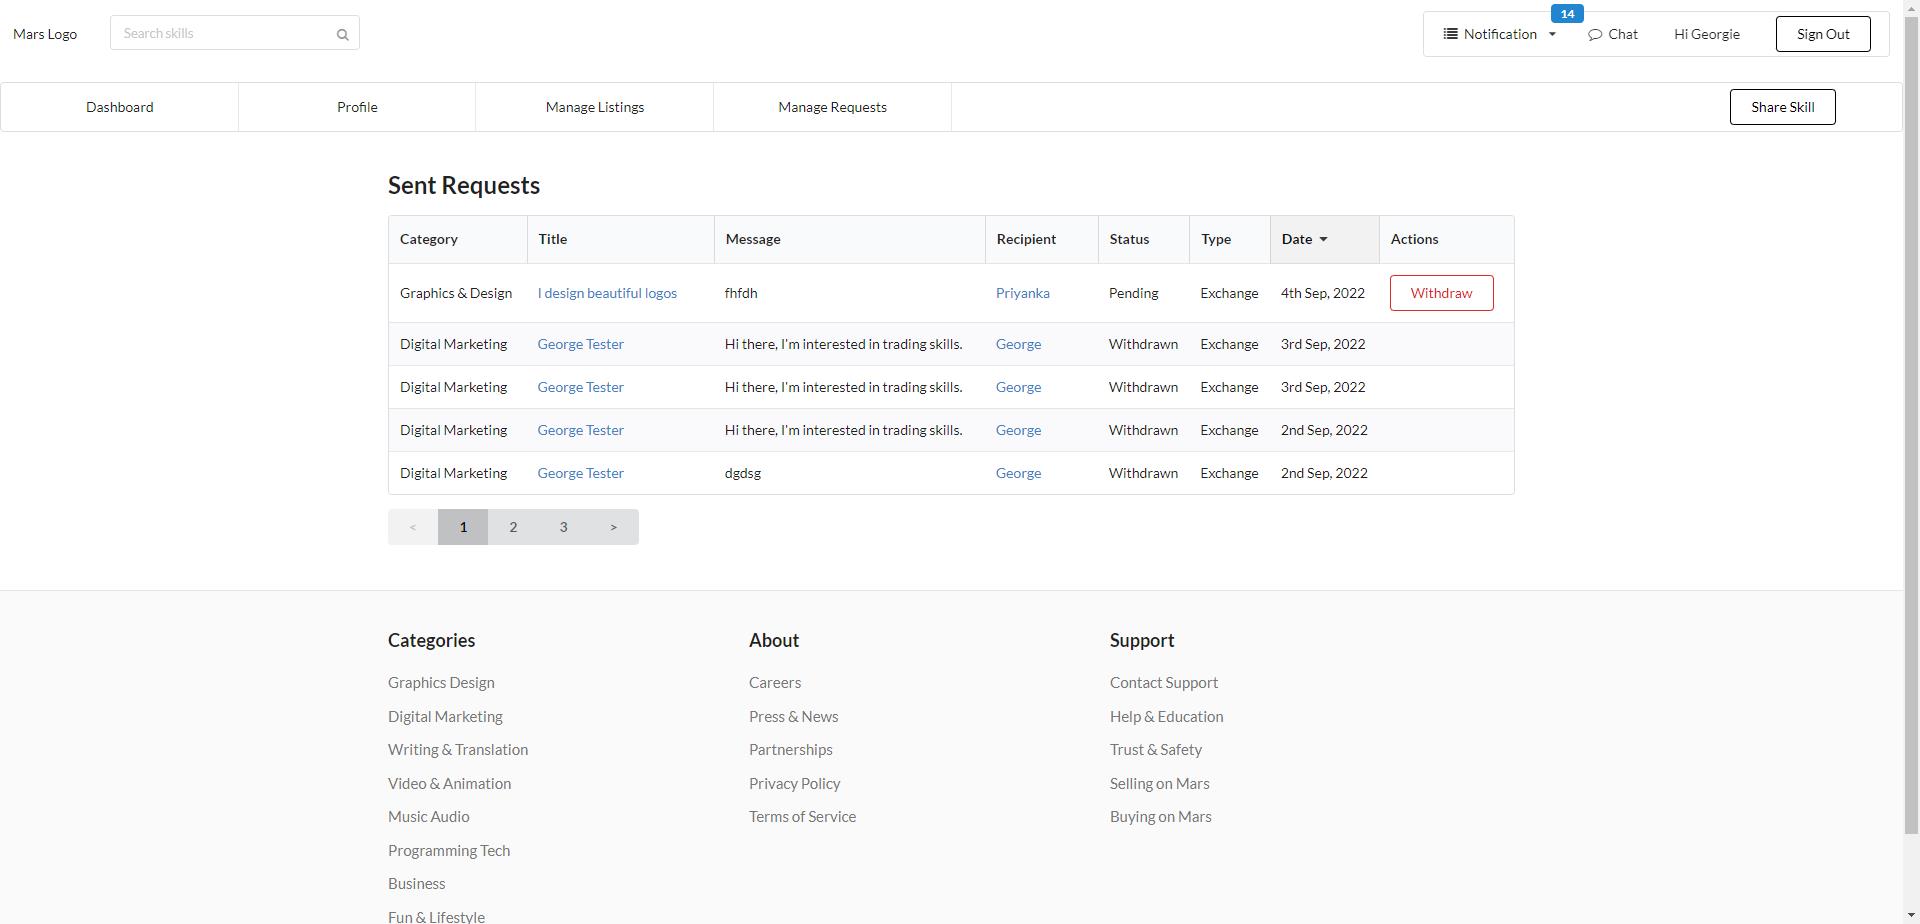 Mars Logo
Search skills
14
Notification
Chat
Hi Georgie
Sign Out
Dashboard
Profile
Manage Listings
Manage Requests
Share Skill
Sent Requests
Category Title Message Recipient Status Type Date Actions
Graphics & Design I design beautiful logos fhfdh Priyanka Pending Exchange 4th Sep, 2022 Withdraw
Digital Marketing George Tester Hi there, I'm interested in trading skills. George Withdrawn Exchange 3rd Sep, 2022
Digital Marketing George Tester Hi there, I'm interested in trading skills. George Withdrawn Exchange 3rd Sep, 2022
Digital Marketing George Tester Hi there, I'm interested in trading skills. George Withdrawn Exchange 2nd Sep, 2022
Digital Marketing George Tester dgdsg George Withdrawn Exchange 2nd Sep, 2022
< 1 2 3 >
Categories
Graphics Design
Digital Marketing
Writing & Translation
Video & Animation
Music Audio
Programming Tech
Business
Fun & Lifestyle
About
Careers
Press & News
Partnerships
Privacy Policy
Terms of Service
Support
Contact Support
Help & Education
Trust & Safety
Selling on Mars
Buying on Mars